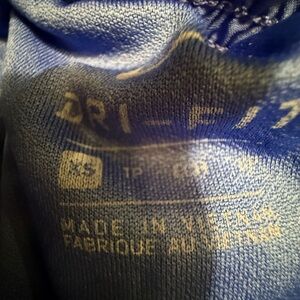 DRI-FIT
XS TP
MADE IN VIETNAM
FABRIQUE AU VIETNAM